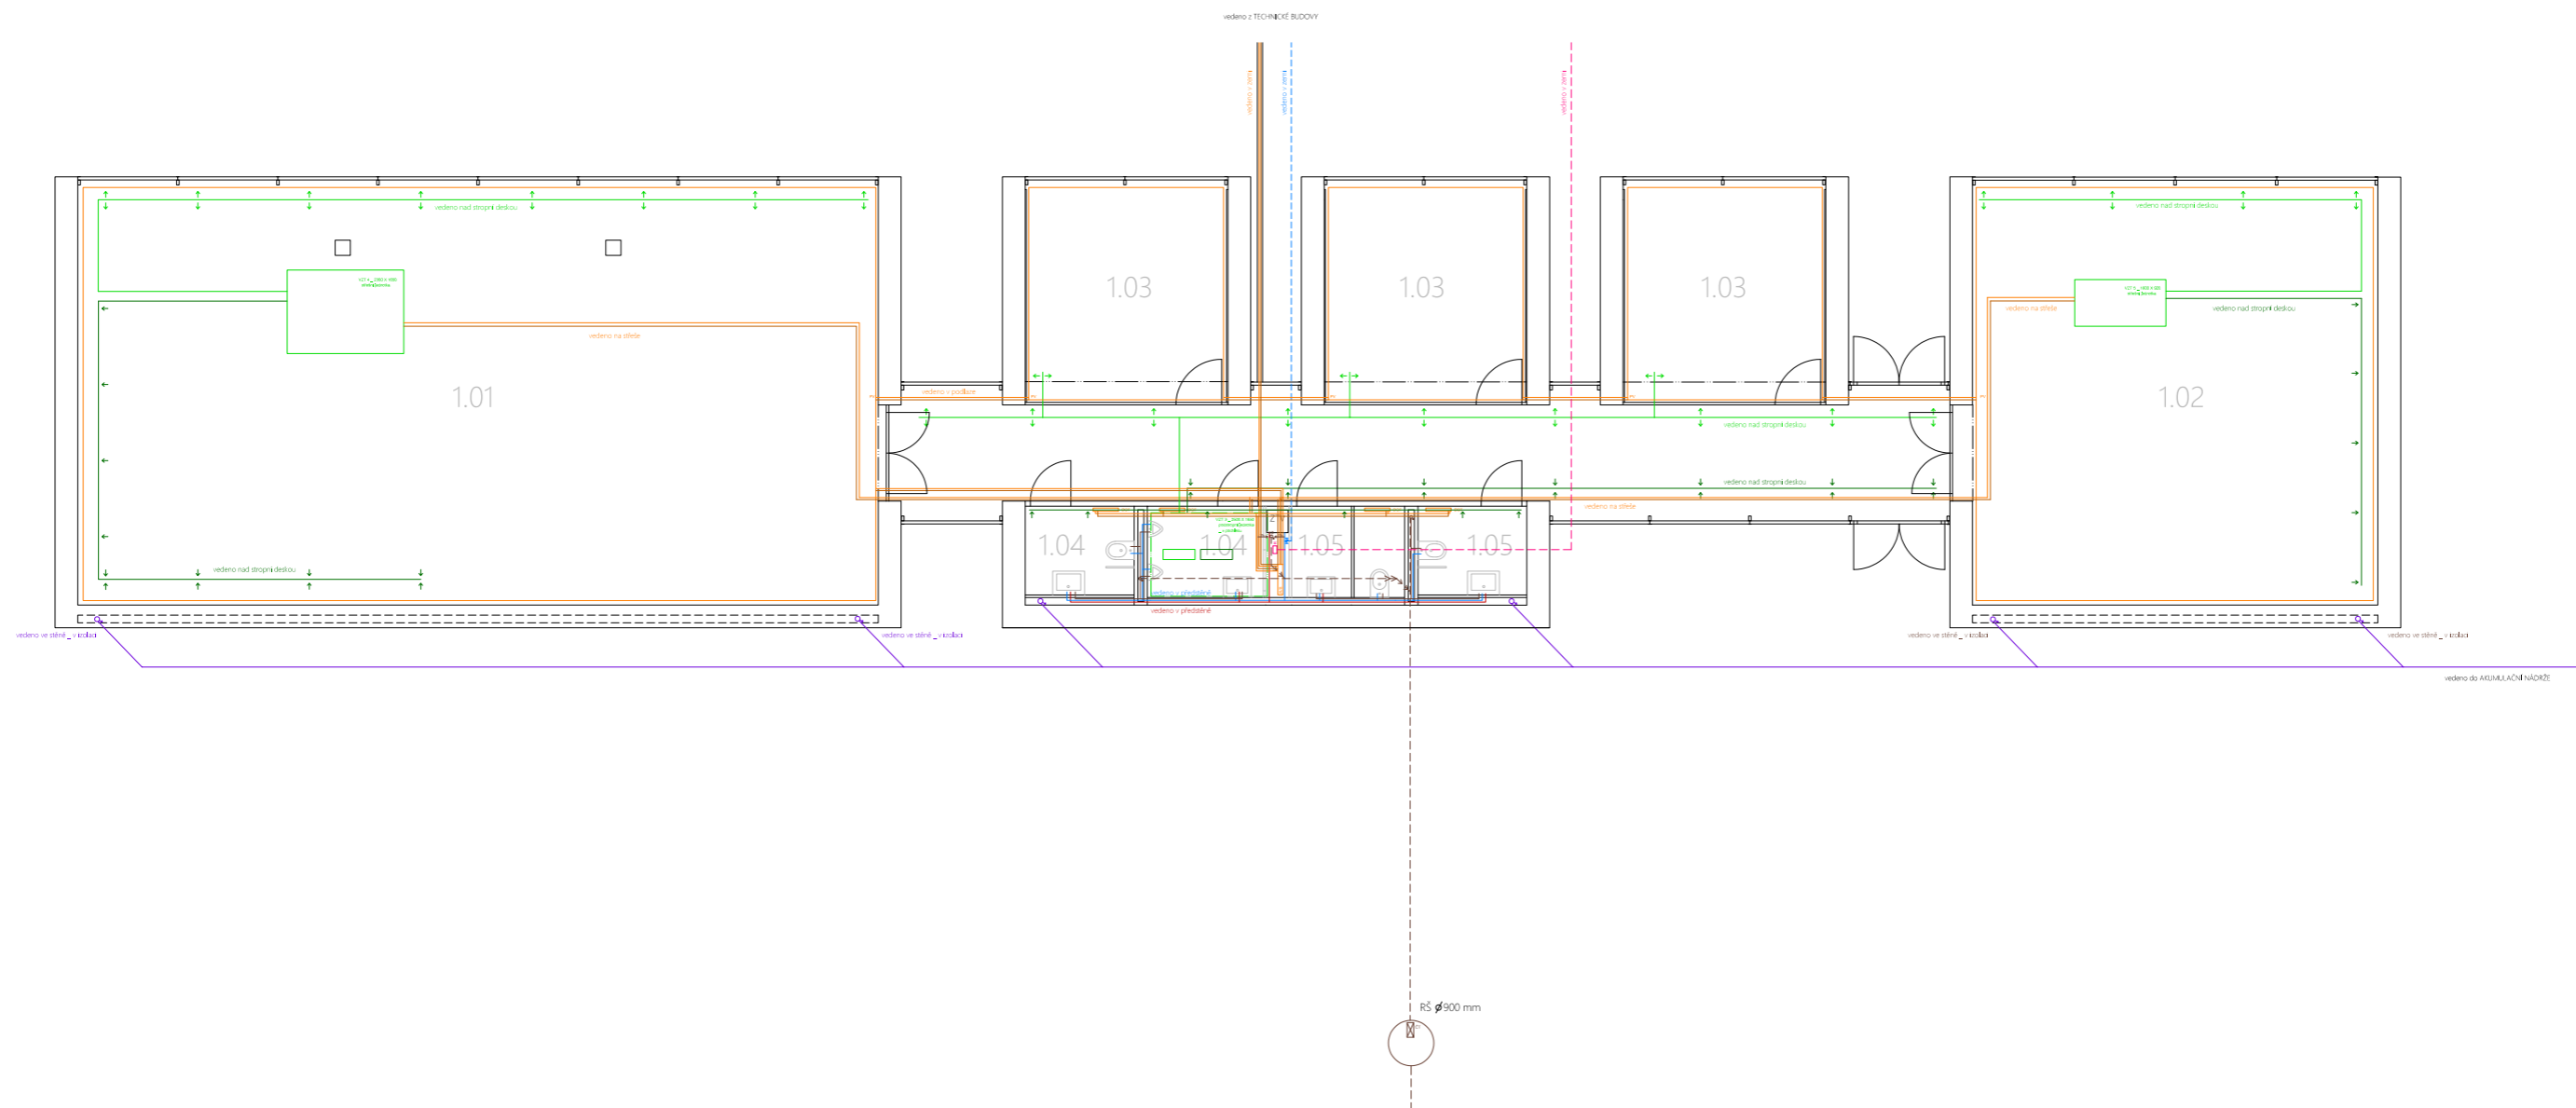 vedeno z TECHNICKÉ BUDOVY
vedeno v zemi
vedeno v zemi
vedeno v zemi
vedeno nad stropní deskou
vedeno nad stropní deskou
1.03
1.03
1.03
vedeno na střeše
vedeno nad stropní deskou
vedeno na střeše
1.01
vedeno v podlaze
1.02
vedeno nad stropní deskou
vedeno nad stropní deskou
vedeno na střeše
1.04
1.04
1.05
1.05
vedeno nad stropní deskou
vedeno v předstěně
vedeno v předstěně
vedeno ve stěně _ v izolaci
vedeno ve stěně _ v izolaci
vedeno ve stěně _ v izolaci
vedeno ve stěně _ v izolaci
vedeno do AKUMULAČNÍ NÁDRŽE
RŠ Ø900 mm